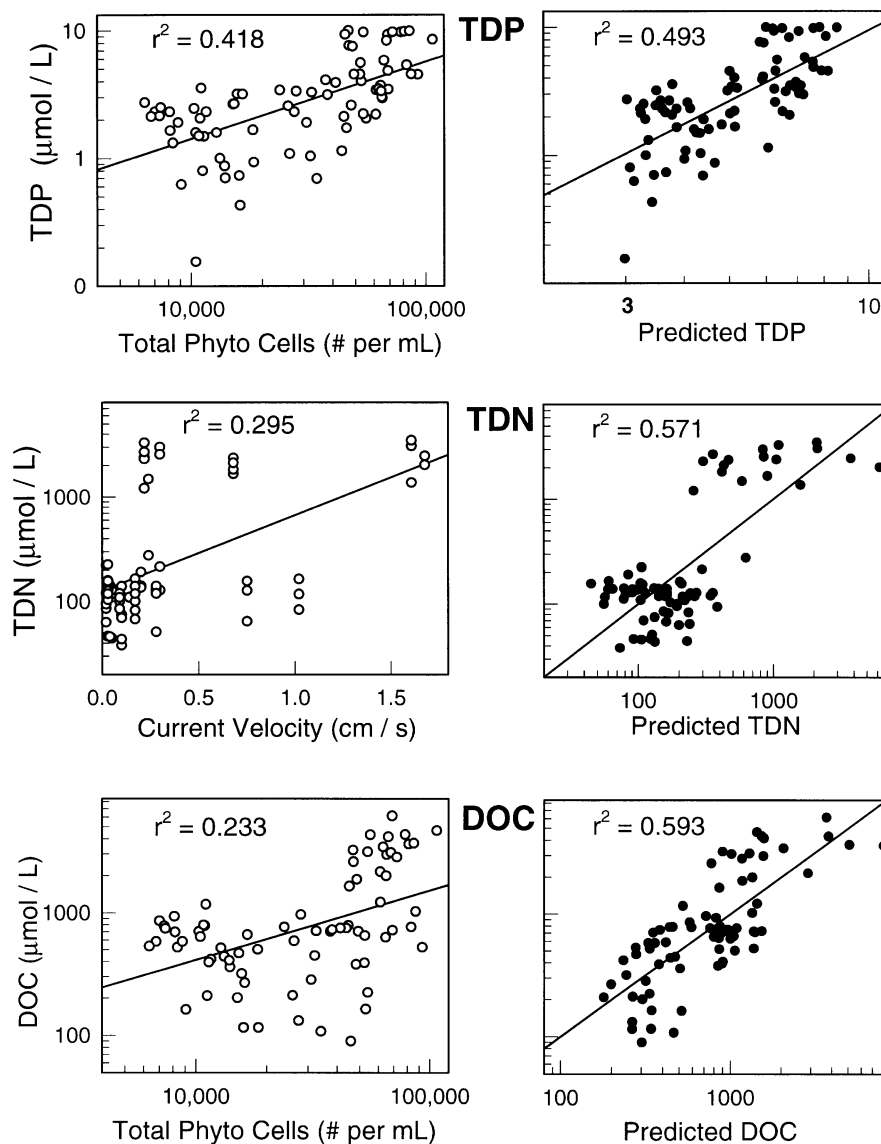 TDP
r² = 0.418
r² = 0.493
10
1
0
TDP (μmol / L)
10,000
100,000
Total Phyto Cells (# per mL)
3
10
Predicted TDP
TDN
r² = 0.295
r² = 0.571
1000
100
TDN (μmol / L)
0.0
0.5
1.0
1.5
Current Velocity (cm / s)
100
1000
Predicted TDN
DOC
r² = 0.233
r² = 0.593
1000
100
DOC (μmol / L)
10,000
100,000
Total Phyto Cells (# per mL)
100
1000
Predicted DOC